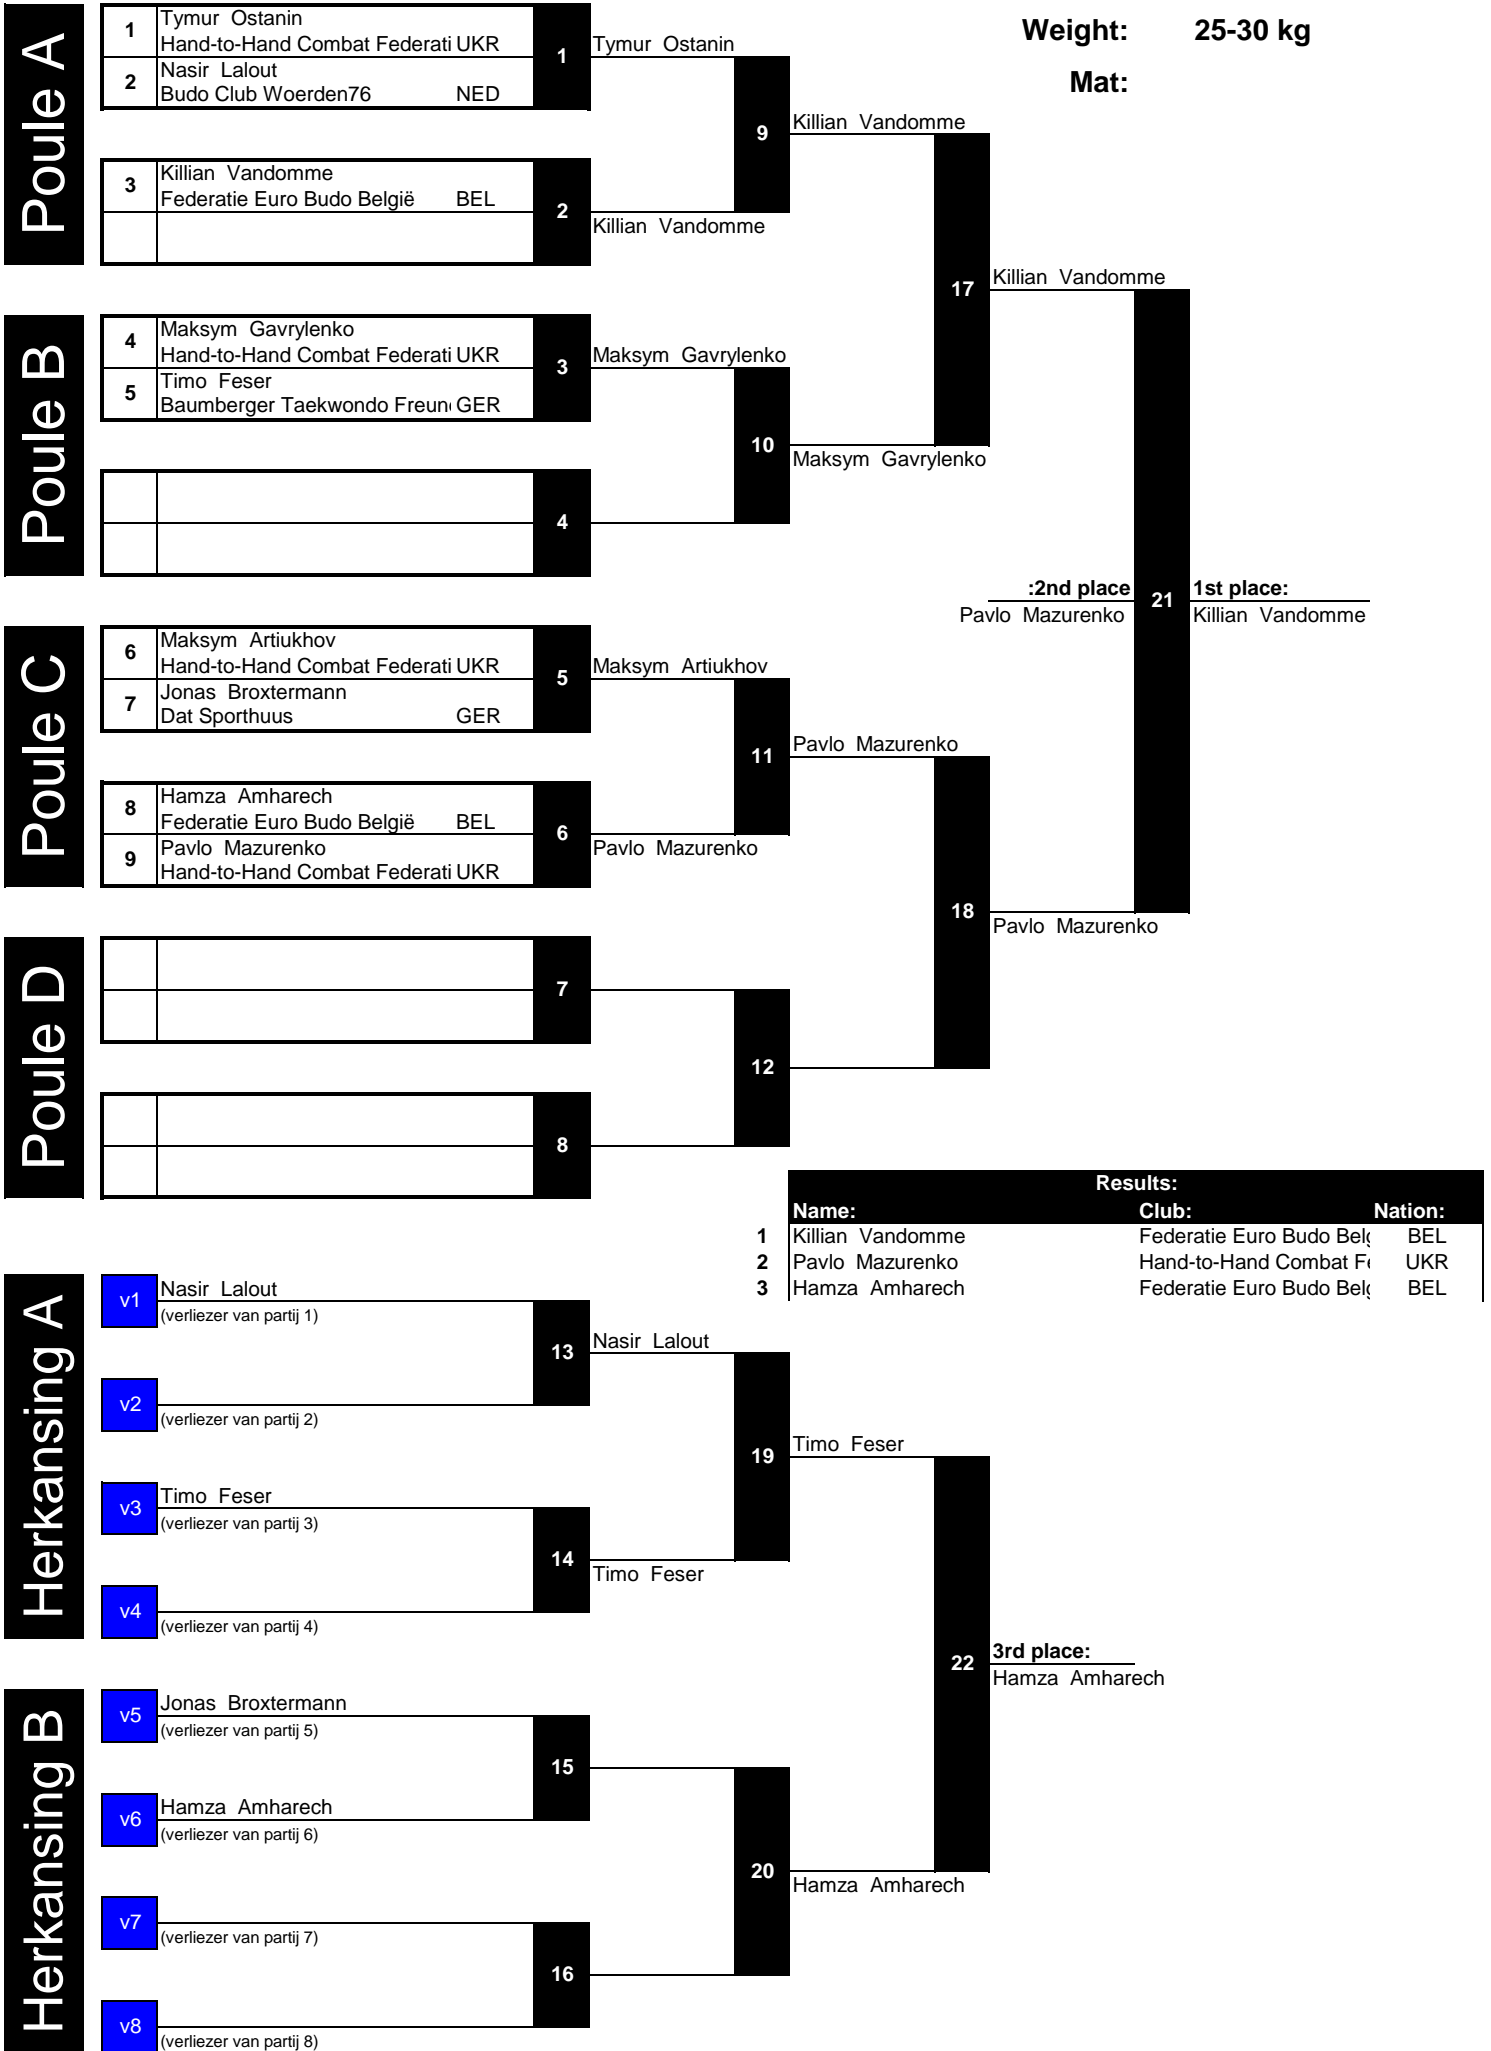 Weight: 25-30 kg
Mat:
Poule A
1 Tymur Ostanin
Hand-to-Hand Combat Federati UKR
2 Nasir Lalout
Budo Club Woerden76 NED
1
Tymur Ostanin
3 Killian Vandomme
Federatie Euro Budo België BEL
2
Killian Vandomme
9
Killian Vandomme
Poule B
4 Maksym Gavrylenko
Hand-to-Hand Combat Federati UKR
5 Timo Feser
Baumberger Taekwondo Freun GER
3
Maksym Gavrylenko
4
10
Maksym Gavrylenko
17
Killian Vandomme
Poule C
6 Maksym Artiukhov
Hand-to-Hand Combat Federati UKR
7 Jonas Broxtermann
Dat Sporthuus GER
5
Maksym Artiukhov
8 Hamza Amharech
Federatie Euro Budo België BEL
9 Pavlo Mazurenko
Hand-to-Hand Combat Federati UKR
6
Pavlo Mazurenko
11
Pavlo Mazurenko
Poule D
7
8
12
18
Pavlo Mazurenko
:2nd place
Pavlo Mazurenko
21
1st place:
Killian Vandomme
Results:
Name: Club: Nation:
1 Killian Vandomme Federatie Euro Budo Belg BEL
2 Pavlo Mazurenko Hand-to-Hand Combat Fe UKR
3 Hamza Amharech Federatie Euro Budo Belg BEL
Herkansing A
v1 Nasir Lalout
(verliezer van partij 1)
v2
(verliezer van partij 2)
13
Nasir Lalout
v3 Timo Feser
(verliezer van partij 3)
v4
(verliezer van partij 4)
14
Timo Feser
19
Timo Feser
Herkansing B
v5 Jonas Broxtermann
(verliezer van partij 5)
v6 Hamza Amharech
(verliezer van partij 6)
15
v7
(verliezer van partij 7)
v8
(verliezer van partij 8)
16
20
Hamza Amharech
22
3rd place:
Hamza Amharech